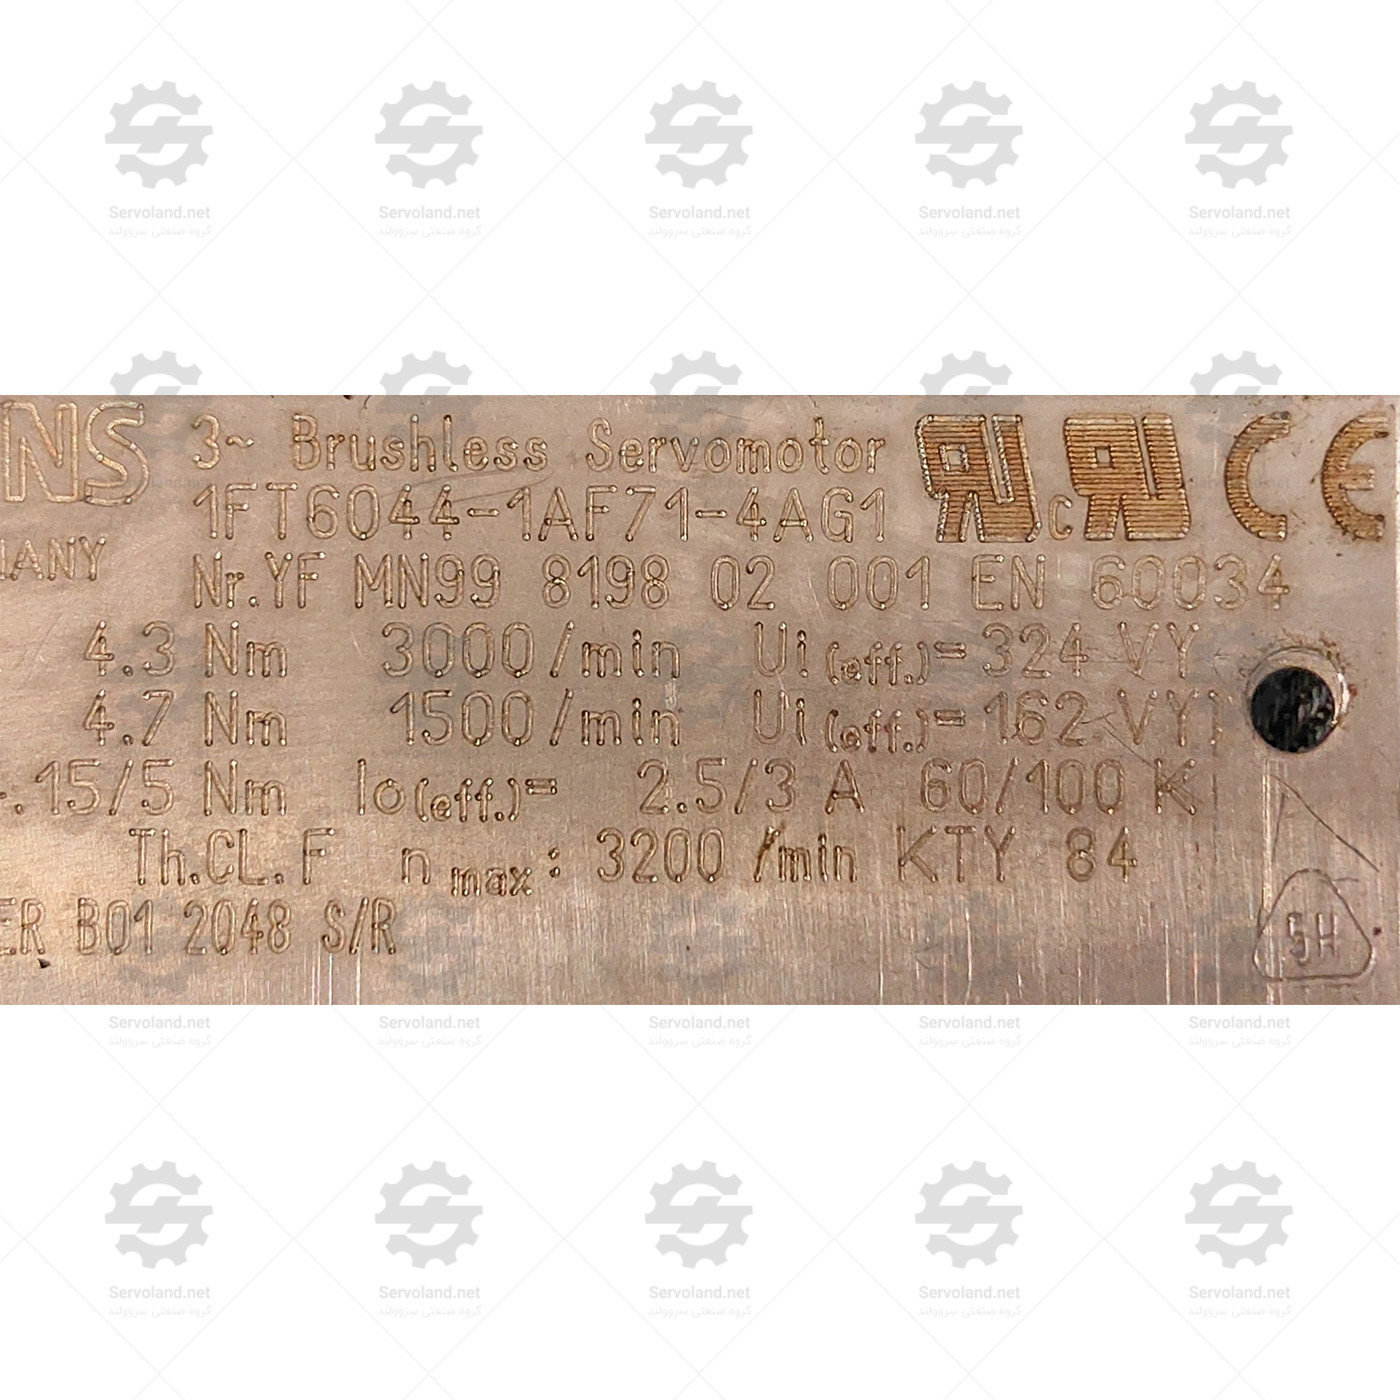 NS 3~ Brushless Servomotor
1FT6044-1AF71-4AG1
MANY Nr.YF MN99 8198 02 001 EN 60034
4.3 Nm 3000/min Ui(eff.)= 324 VY
4.7 Nm 1500/min Ui(eff.)= 162 VY
.15/5 Nm Io(eff.)= 2.5/3 A 60/100 K
Th.CL.F n max: 3200 /min KTY 84
ER B01 2048 S/R
SH
Servoland.net
گروه صنعتی سروولند